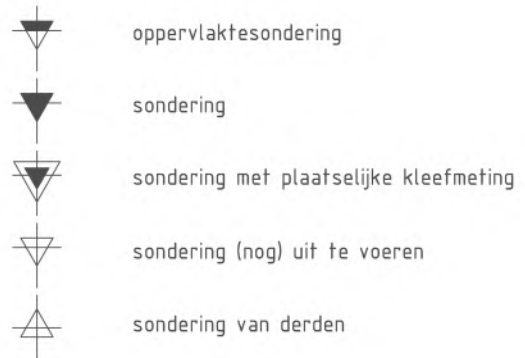 oppervlaktesondering
sondering
sondering met plaatselijke kleefmeting
sondering (nog) uit te voeren
sondering van derden